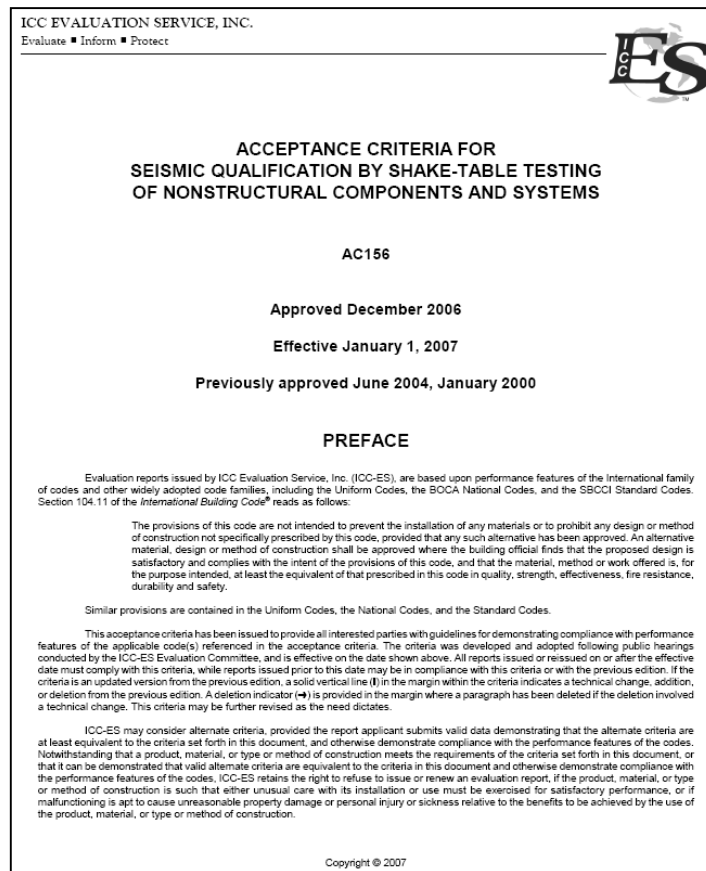 ICC EVALUATION SERVICE, INC.
Evaluate ■ Inform ■ Protect
ICC
ES
™
ACCEPTANCE CRITERIA FOR
SEISMIC QUALIFICATION BY SHAKE-TABLE TESTING
OF NONSTRUCTURAL COMPONENTS AND SYSTEMS
AC156
Approved December 2006
Effective January 1, 2007
Previously approved June 2004, January 2000
PREFACE
Evaluation reports issued by ICC Evaluation Service, Inc. (ICC-ES), are based upon performance features of the International family
of codes and other widely adopted code families, including the Uniform Codes, the BOCA National Codes, and the SBCCI Standard Codes.
Section 104.11 of the International Building Code® reads as follows:
The provisions of this code are not intended to prevent the installation of any materials or to prohibit any design or method
of construction not specifically prescribed by this code, provided that any such alternative has been approved. An alternative
material, design or method of construction shall be approved where the building official finds that the proposed design is
satisfactory and complies with the intent of the provisions of this code, and that the material, method or work offered is, for
the purpose intended, at least the equivalent of that prescribed in this code in quality, strength, effectiveness, fire resistance,
durability and safety.
Similar provisions are contained in the Uniform Codes, the National Codes, and the Standard Codes.
This acceptance criteria has been issued to provide all interested parties with guidelines for demonstrating compliance with performance
features of the applicable code(s) referenced in the acceptance criteria. The criteria was developed and adopted following public hearings
conducted by the ICC-ES Evaluation Committee, and is effective on the date shown above. All reports issued or reissued on or after the effective
date must comply with this criteria, while reports issued prior to this date may be in compliance with this criteria or with the previous edition. If the
criteria is an updated version from the previous edition, a solid vertical line (|) in the margin within the criteria indicates a technical change, addition,
or deletion from the previous edition. A deletion indicator (→) is provided in the margin where a paragraph has been deleted if the deletion involved
a technical change. This criteria may be further revised as the need dictates.
ICC-ES may consider alternate criteria, provided the report applicant submits valid data demonstrating that the alternate criteria are
at least equivalent to the criteria set forth in this document, and otherwise demonstrate compliance with the performance features of the codes.
Notwithstanding that a product, material, or type or method of construction meets the requirements of the criteria set forth in this document, or
that it can be demonstrated that valid alternate criteria are equivalent to the criteria in this document and otherwise demonstrate compliance with
the performance features of the codes, ICC-ES retains the right to refuse to issue or renew an evaluation report, if the product, material, or type
or method of construction is such that either unusual care with its installation or use must be exercised for satisfactory performance, or if
malfunctioning is apt to cause unreasonable property damage or personal injury or sickness relative to the benefits to be achieved by the use of
the product, material, or type or method of construction.
Copyright © 2007